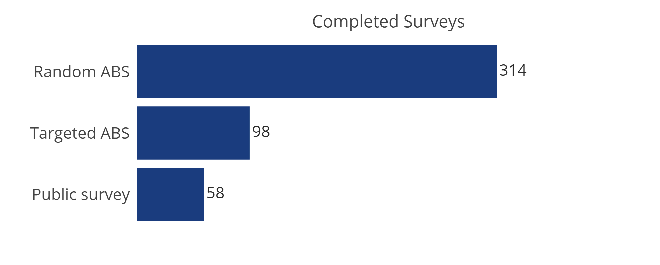 Completed Surveys
Random ABS 314
Targeted ABS 98
Public survey 58